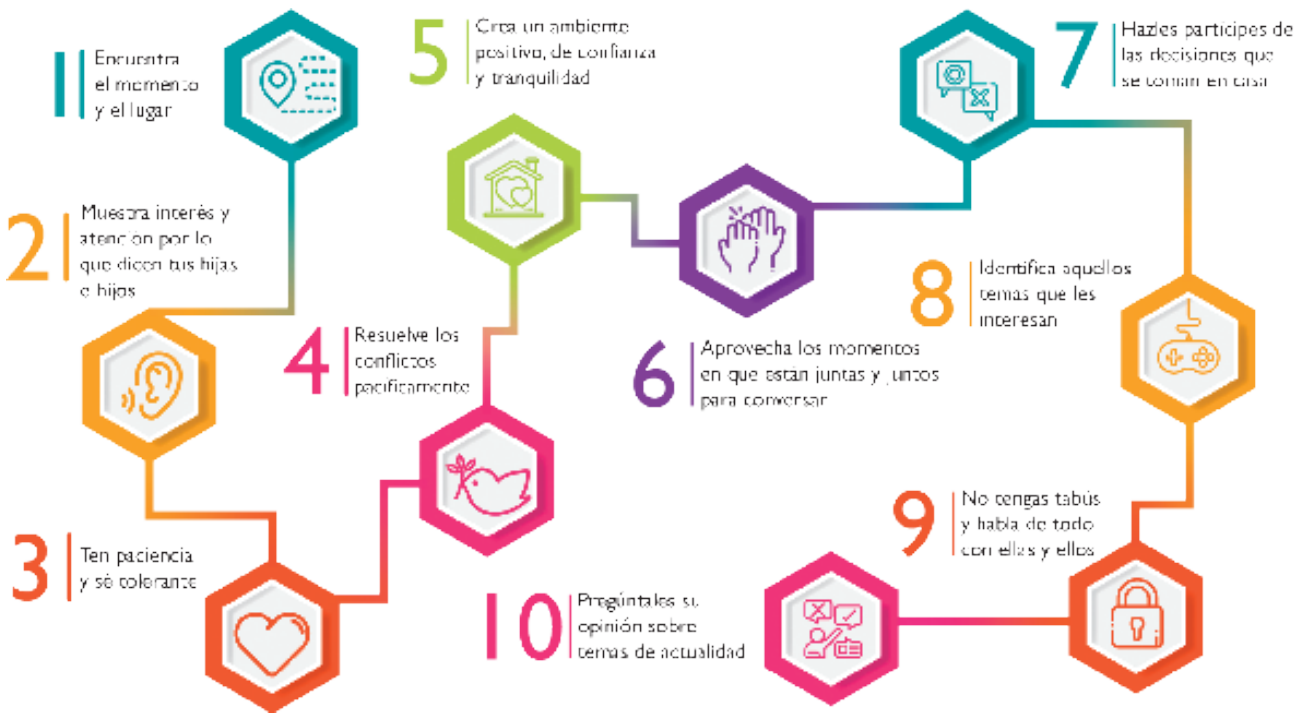 1
Encuentra
el momento
y el lugar
2
Muestra interés y
atención por lo
que dicen tus hijas
e hijos
3
Ten paciencia
y sé tolerante
4
Resuelve los
conflictos
pacíficamente
5
Crea un ambiente
positivo, de confianza
y tranquilidad
6
Aprovecha los momentos
en que están juntas y juntos
para conversar
7
Hazles partícipes de
las decisiones que
se toman en casa
8
Identifica aquellos
temas que les
interesan
9
No tengas tabús
y habla de todo
con ellas y ellos
10
Pregúntales su
opinión sobre
temas de actualidad